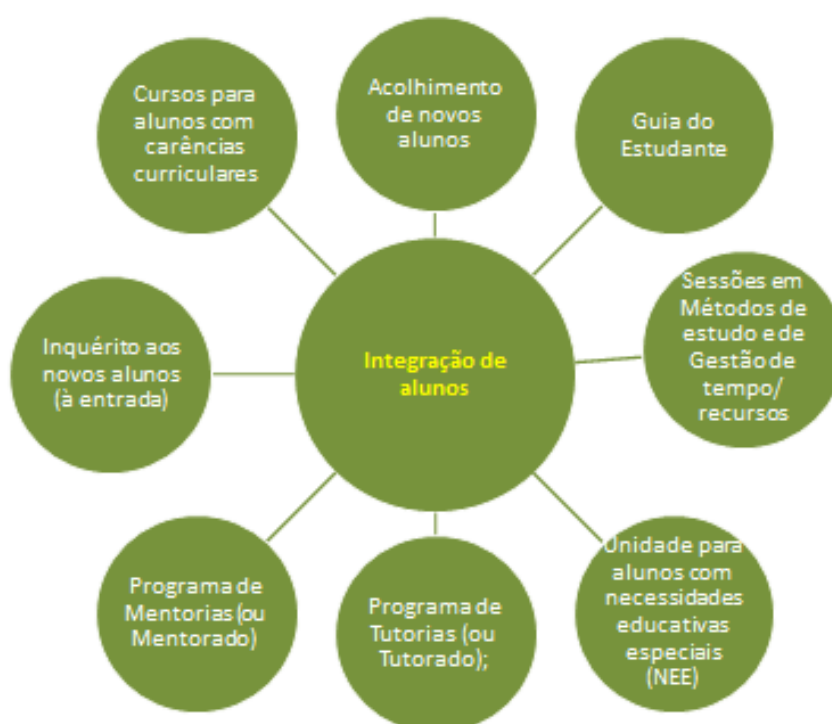 Cursos para
alunos com
carências
curriculares
Acolhimento
de novos
alunos
Guia do
Estudante
Inquérito aos
novos alunos
(à entrada)
Integração de
alunos
Sessões em
Métodos de
estudo e de
Gestão de
tempo/
recursos
Programa de
Mentorias (ou
Mentorado)
Programa de
Tutorias (ou
Tutorado);
Unidade para
alunos com
necessidades
educativas
especiais
(NEE)